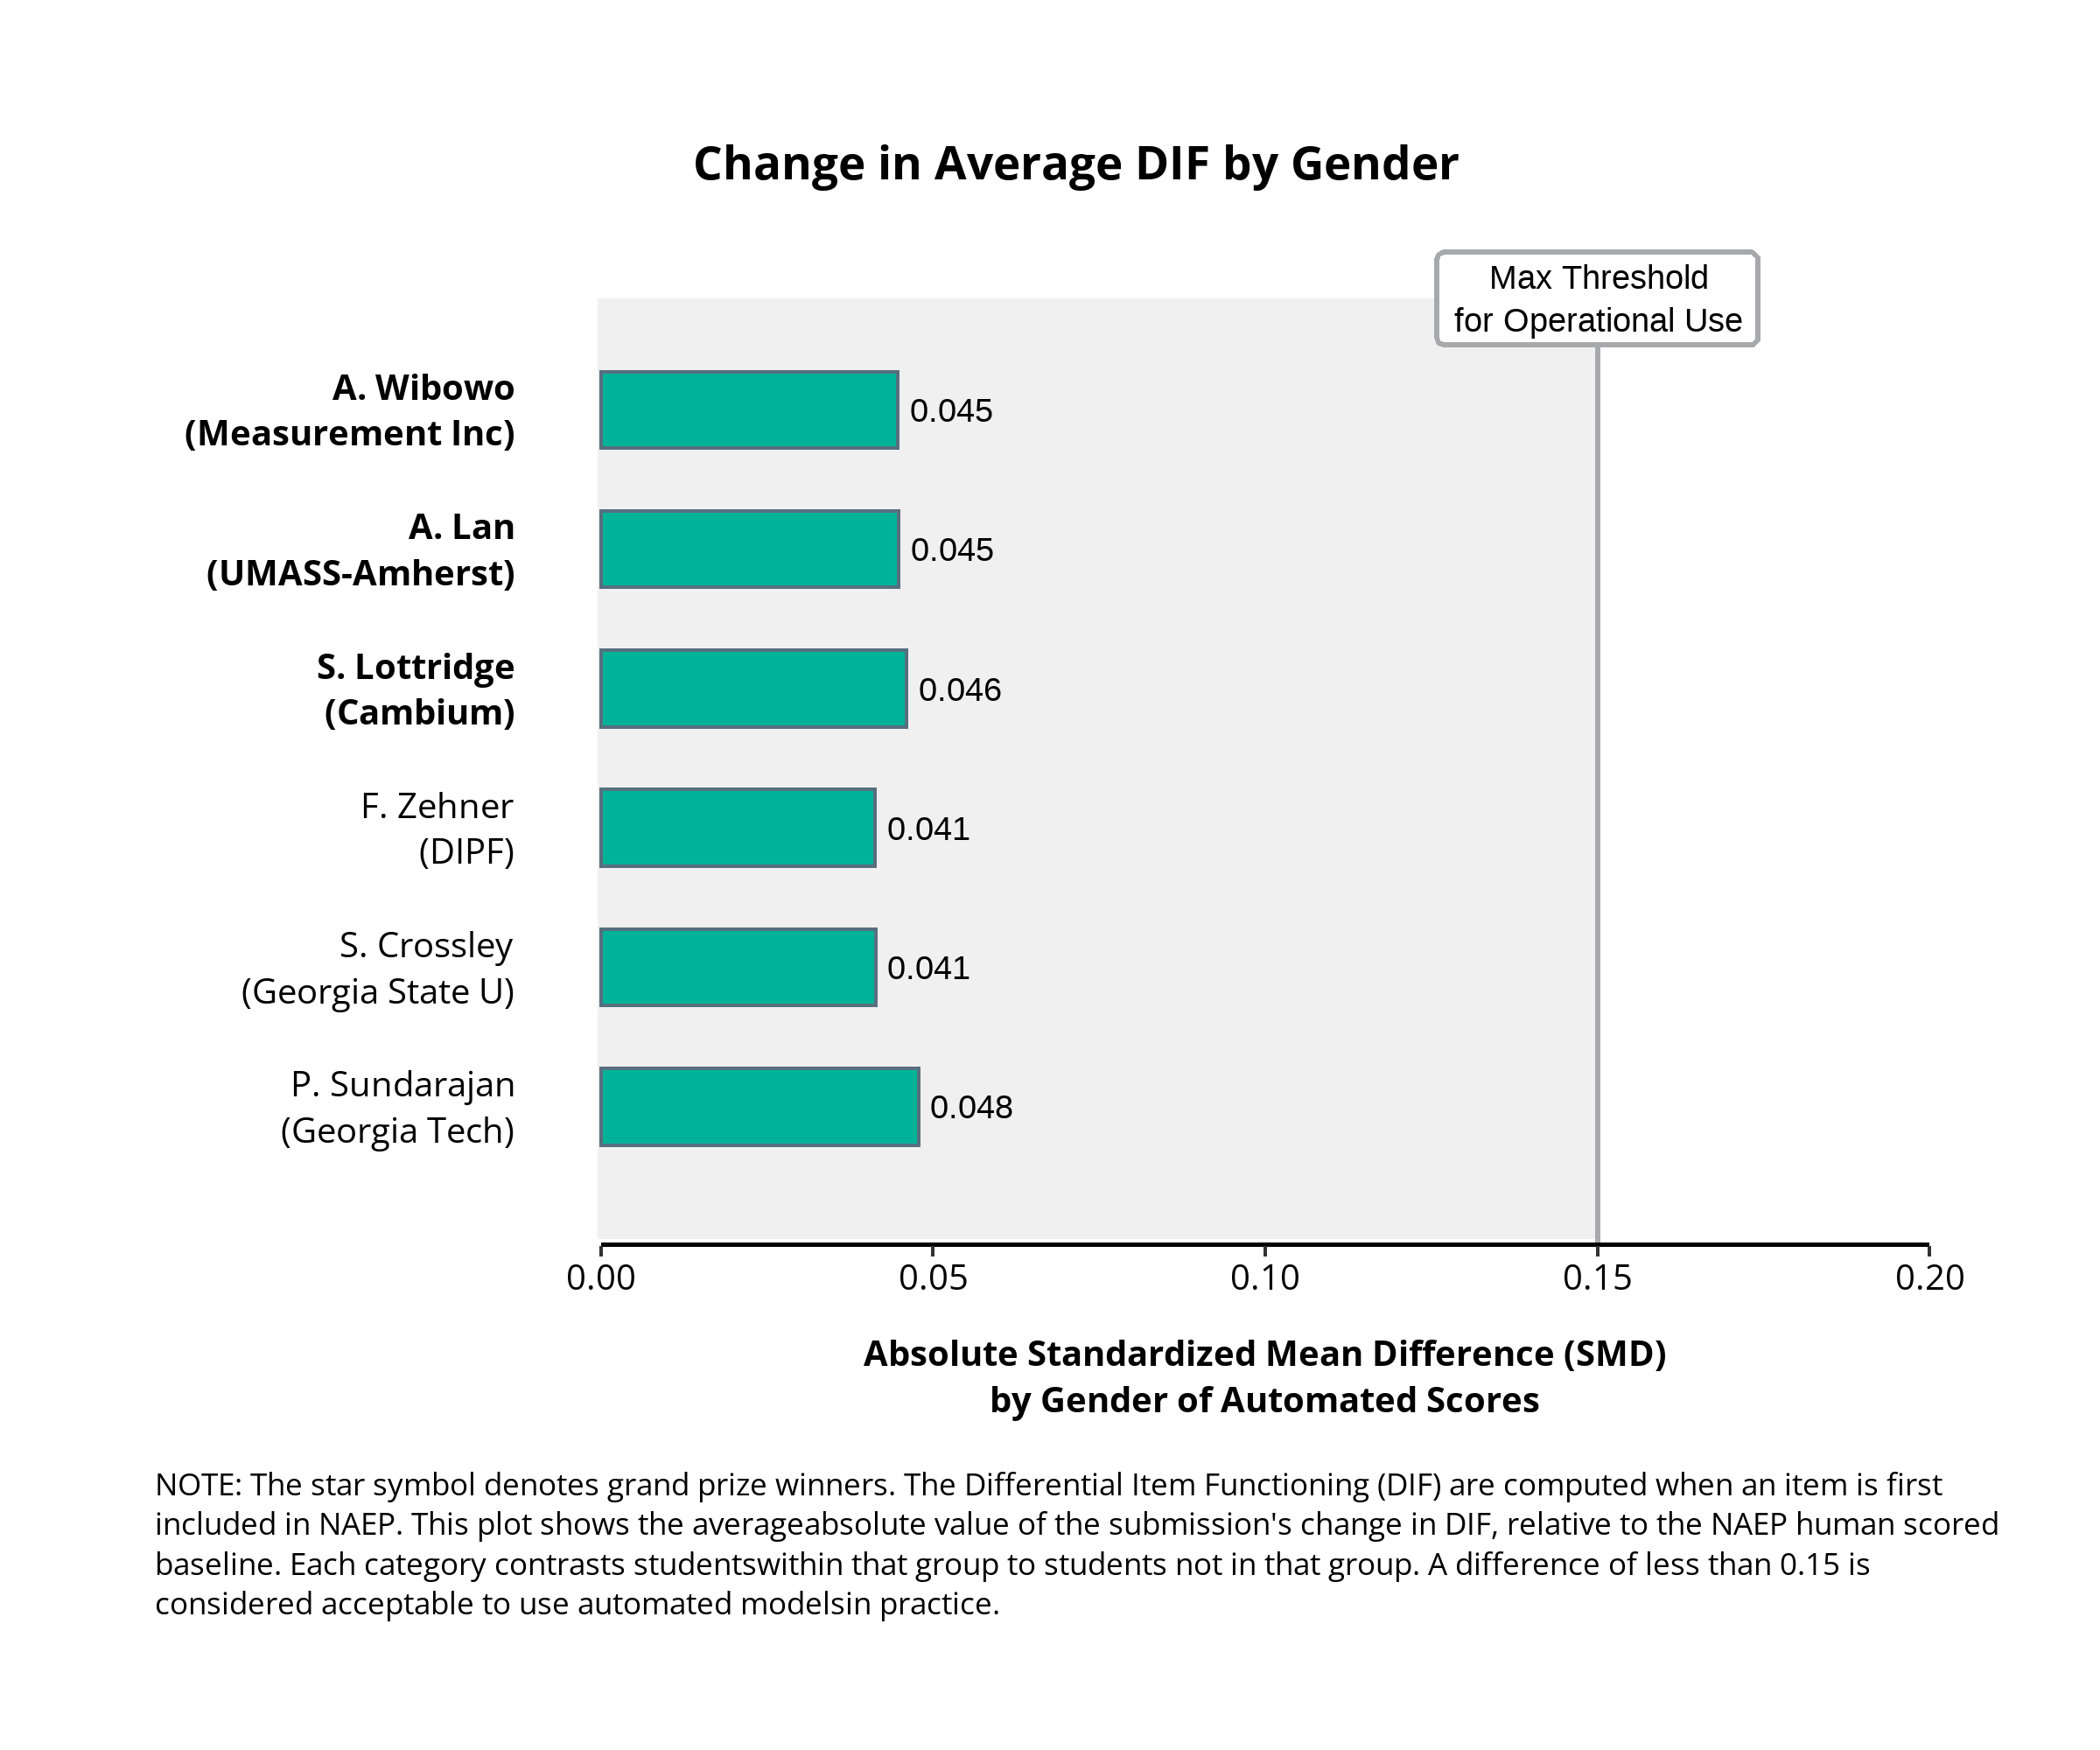 Change in Average DIF by Gender
Max Threshold
for Operational Use
A. Wibowo
(Measurement Inc)
0.045
A. Lan
(UMASS-Amherst)
0.045
S. Lottridge
(Cambium)
0.046
F. Zehner
(DIPF)
0.041
S. Crossley
(Georgia State U)
0.041
P. Sundarajan
(Georgia Tech)
0.048
0.00 0.05 0.10 0.15 0.20
Absolute Standardized Mean Difference (SMD)
by Gender of Automated Scores
NOTE: The star symbol denotes grand prize winners. The Differential Item Functioning (DIF) are computed when an item is first
included in NAEP. This plot shows the averageabsolute value of the submission's change in DIF, relative to the NAEP human scored
baseline. Each category contrasts studentswithin that group to students not in that group. A difference of less than 0.15 is
considered acceptable to use automated modelsin practice.